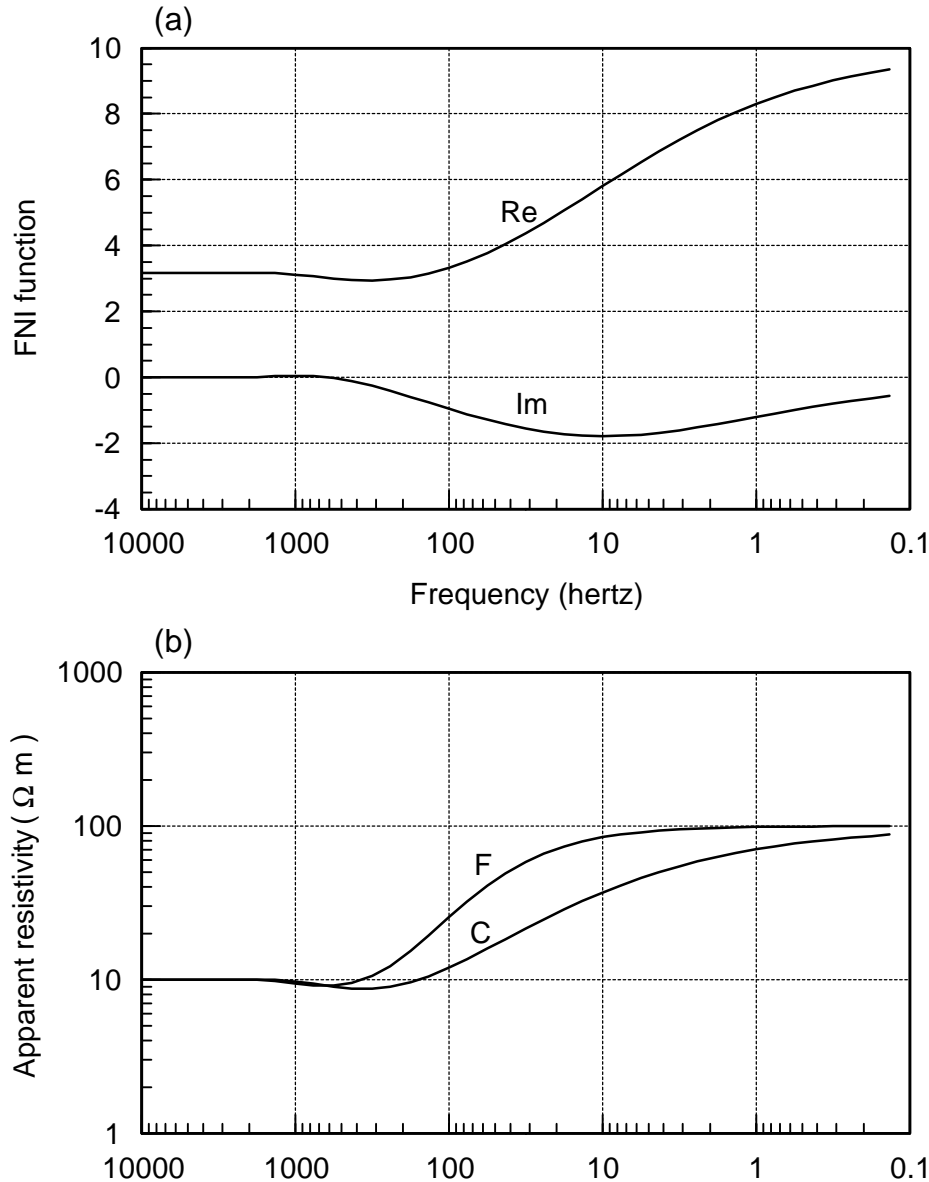 (a)
10
8
6
4
2
0
-2
-4
FNI function
Re
Im
10000 1000 100 10 1 0.1
Frequency (hertz)
(b)
1000
100
10
1
Apparent resistivity ( Ω m )
F
C
10000 1000 100 10 1 0.1